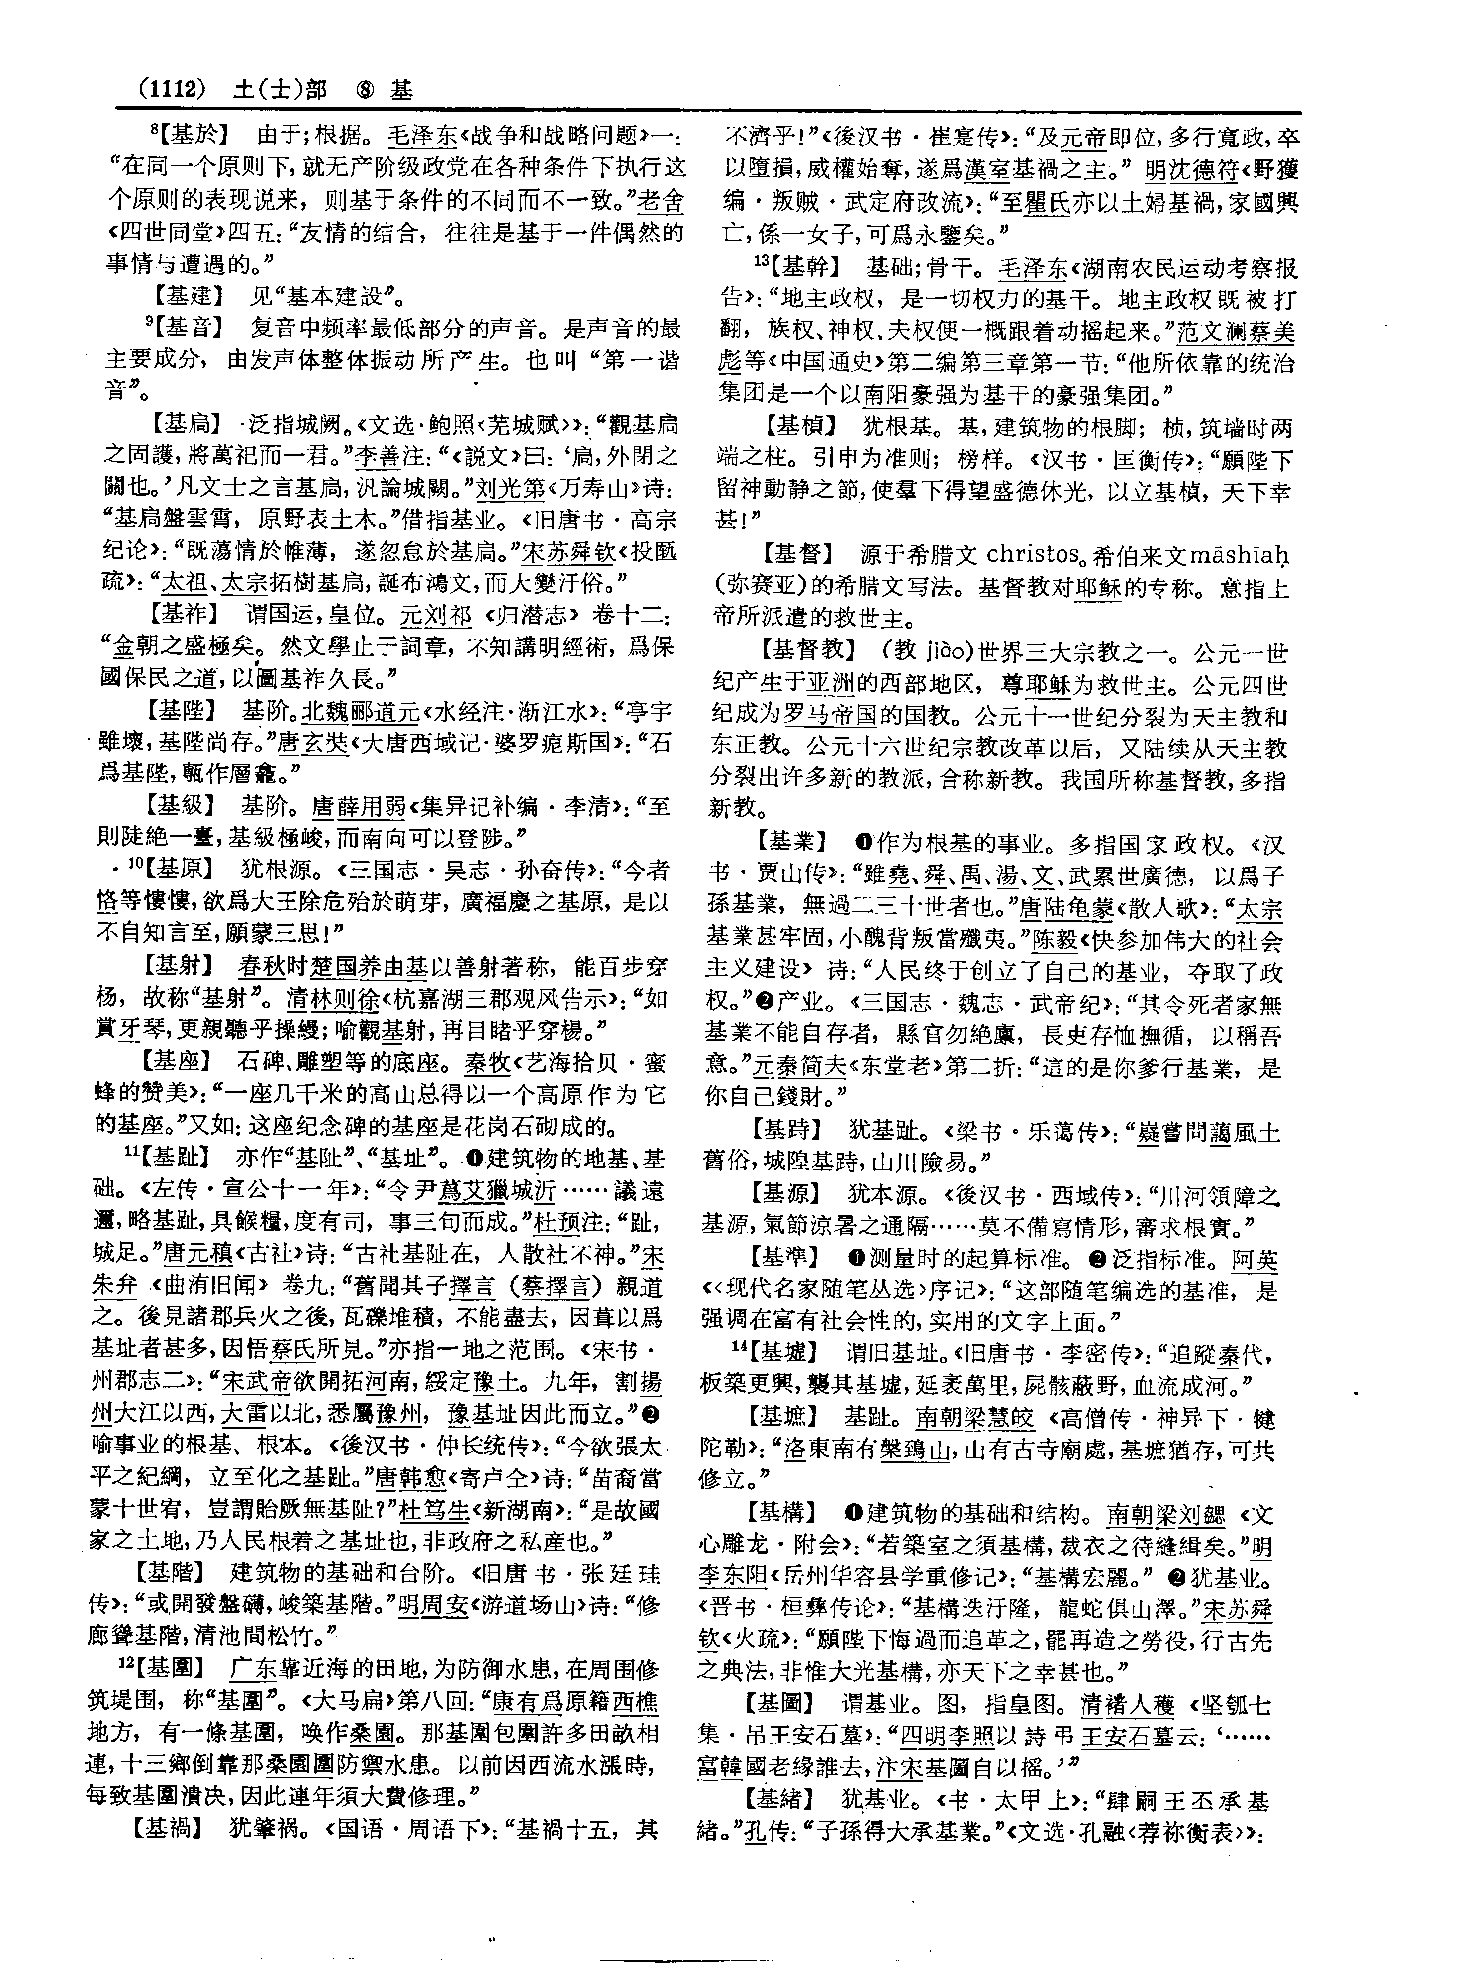 (1112) 土(士)部 ⑧ 基
⁸【基於】 由于;根据。毛泽东《战争和战略问题》一:
“在同一个原则下,就无产阶级政党在各种条件下执行这
个原则的表现说来,则基于条件的不同而不一致。”老舍
《四世同堂》四五:“友情的结合,往往是基于一件偶然的
事情与遭遇的。”
【基建】 见“基本建设”。
⁹【基音】 复音中频率最低部分的声音。是声音的最
主要成分,由发声体整体振动所产生。也叫“第一谐
音”。
【基扃】 泛指城阙。《文选·鲍照〈芜城赋〉》:“觀基扃
之固護,將萬祀而一君。”李善注:“《説文》曰:‘扃,外閉之
關也。’凡文士之言基扃,汎論城闕。”刘光第《万寿山》诗:
“基扃盤雲霄,原野表土木。”借指基业。《旧唐书·高宗
纪论》:“既蕩情於帷薄,遂忽怠於基扃。”宋苏舜钦《投匭
疏》:“太祖、太宗拓樹基扃,誕布鴻文,而大變汙俗。”
【基祚】 谓国运,皇位。元刘祁《归潜志》卷十二:
“金朝之盛極矣。然文學止于詞章,不知講明經術,爲保
國保民之道,以圖基祚久長。”
【基陛】 基阶。北魏郦道元《水经注·渐江水》:“亭宇
雖壞,基陛尚存。”唐玄奘《大唐西域记·婆罗痆斯国》:“石
爲基陛,甎作層龕。”
【基級】 基阶。唐薛用弱《集异记补编·李清》:“至
則陡絶一臺,基級極峻,而南向可以登陟。”
¹⁰【基原】 犹根源。《三国志·吴志·孙奋传》:“今者
恪等慺慺,欲爲大王除危殆於萌芽,廣福慶之基原,是以
不自知言至,願蒙三思!”
【基射】 春秋时楚国养由基以善射著称,能百步穿
杨,故称“基射”。清林则徐《杭嘉湖三郡观风告示》:“如
賞牙琴,更親聽乎操縵;喻觀基射,再目睹乎穿楊。”
【基座】 石碑、雕塑等的底座。秦牧《艺海拾贝·蜜
蜂的赞美》:“一座几千米的高山总得以一个高原作为它
的基座。”又如:这座纪念碑的基座是花岗石砌成的。
¹¹【基趾】 亦作“基阯”、“基址”。❶建筑物的地基、基
础。《左传·宣公十一年》:“令尹蔿艾獵城沂……議遠
邇,略基趾,具餱糧,度有司,事三旬而成。”杜预注:“趾,
城足。”唐元稹《古社》诗:“古社基阯在,人散社不神。”宋
朱弁《曲洧旧闻》卷九:“舊聞其子擇言(蔡擇言)親道
之。後見諸郡兵火之後,瓦礫堆積,不能盡去,因葺以爲
基址者甚多,因悟蔡氏所見。”亦指一地之范围。《宋书·
州郡志二》:“宋武帝欲開拓河南,綏定豫土。九年,割揚
州大江以西,大雷以北,悉屬豫州,豫基址因此而立。”❷
喻事业的根基、根本。《後汉书·仲长统传》:“今欲張太
平之紀綱,立至化之基趾。”唐韩愈《寄卢仝》诗:“苗裔當
蒙十世宥,豈謂貽厥無基阯?”杜笃生《新湖南》:“是故國
家之土地,乃人民根着之基址也,非政府之私産也。”
【基階】 建筑物的基础和台阶。《旧唐书·张廷珪
传》:“或開發盤礴,峻築基階。”明周安《游道场山》诗:“修
廊聳基階,清池間松竹。”
¹²【基圍】 广东靠近海的田地,为防御水患,在周围修
筑堤围,称“基圍”。《大马扁》第八回:“康有爲原籍西樵
地方,有一條基圍,唤作桑園。那基圍包圍許多田畝相
連,十三鄉倒靠那桑園圍防禦水患。以前因西流水漲時,
每致基圍潰决,因此連年須大費修理。”
【基禍】 犹肇祸。《国语·周语下》:“基禍十五,其
不濟乎!”《後汉书·崔寔传》:“及元帝即位,多行寬政,卒
以墮損,威權始奪,遂爲漢室基禍之主。”明沈德符《野獲
编·叛贼·武定府改流》:“至瞿氏亦以土婦基禍,家國興
亡,係一女子,可爲永鑒矣。”
¹³【基幹】 基础;骨干。毛泽东《湖南农民运动考察报
告》:“地主政权,是一切权力的基干。地主政权既被打
翻,族权、神权、夫权便一概跟着动摇起来。”范文澜蔡美
彪等《中国通史》第二编第三章第一节:“他所依靠的统治
集团是一个以南阳豪强为基干的豪强集团。”
【基楨】 犹根基。基,建筑物的根脚;桢,筑墙时两
端之柱。引申为准则;榜样。《汉书·匡衡传》:“願陛下
留神動静之節,使羣下得望盛德休光,以立基楨,天下幸
甚!”
【基督】 源于希腊文 christos。希伯来文māshiaḥ
(弥赛亚)的希腊文写法。基督教对耶稣的专称。意指上
帝所派遣的救世主。
【基督教】 (教 jiào)世界三大宗教之一。公元一世
纪产生于亚洲的西部地区,尊耶稣为救世主。公元四世
纪成为罗马帝国的国教。公元十一世纪分裂为天主教和
东正教。公元十六世纪宗教改革以后,又陆续从天主教
分裂出许多新的教派,合称新教。我国所称基督教,多指
新教。
【基業】 ❶作为根基的事业。多指国家政权。《汉
书·贾山传》:“雖堯、舜、禹、湯、文、武累世廣德,以爲子
孫基業,無過二三十世者也。”唐陆龟蒙《散人歌》:“太宗
基業甚牢固,小醜背叛當殲夷。”陈毅《快参加伟大的社会
主义建设》诗:“人民终于创立了自己的基业,夺取了政
权。”❷产业。《三国志·魏志·武帝纪》:“其令死者家無
基業不能自存者,縣官勿絶廩,長吏存恤撫循,以稱吾
意。”元秦简夫《东堂老》第二折:“這的是你爹行基業,是
你自己錢財。”
【基跱】 犹基趾。《梁书·乐蔼传》:“嶷嘗問藹風土
舊俗,城隍基跱,山川險易。”
【基源】 犹本源。《後汉书·西域传》:“川河領障之
基源,氣節涼暑之通隔……莫不備寫情形,審求根實。”
【基準】 ❶测量时的起算标准。❷泛指标准。阿英
《〈现代名家随笔丛选〉序记》:“这部随笔编选的基准,是
强调在富有社会性的,实用的文字上面。”
¹⁴【基墟】 谓旧基址。《旧唐书·李密传》:“追蹤秦代,
板築更興,襲其基墟,延袤萬里,屍骸蔽野,血流成河。”
【基墌】 基趾。南朝梁慧皎《高僧传·神异下·犍
陀勒》:“洛東南有槃鵄山,山有古寺廟處,基墌猶存,可共
修立。”
【基構】 ❶建筑物的基础和结构。南朝梁刘勰《文
心雕龙·附会》:“若築室之須基構,裁衣之待縫緝矣。”明
李东阳《岳州华容县学重修记》:“基構宏麗。” ❷犹基业。
《晋书·桓彝传论》:“基構迭汙隆,龍蛇俱山澤。”宋苏舜
钦《火疏》:“願陛下悔過而追革之,罷再造之勞役,行古先
之典法,非惟大光基構,亦天下之幸甚也。”
【基圖】 谓基业。图,指皇图。清褚人穫《坚瓠七
集·吊王安石墓》:“四明李照以詩弔王安石墓云:‘……
富韓國老緣誰去,汴宋基圖自以摇。’”
【基緒】 犹基业。《书·太甲上》:“肆嗣王丕承基
緒。”孔传:“子孫得大承基業。”《文选·孔融〈荐祢衡表〉》: